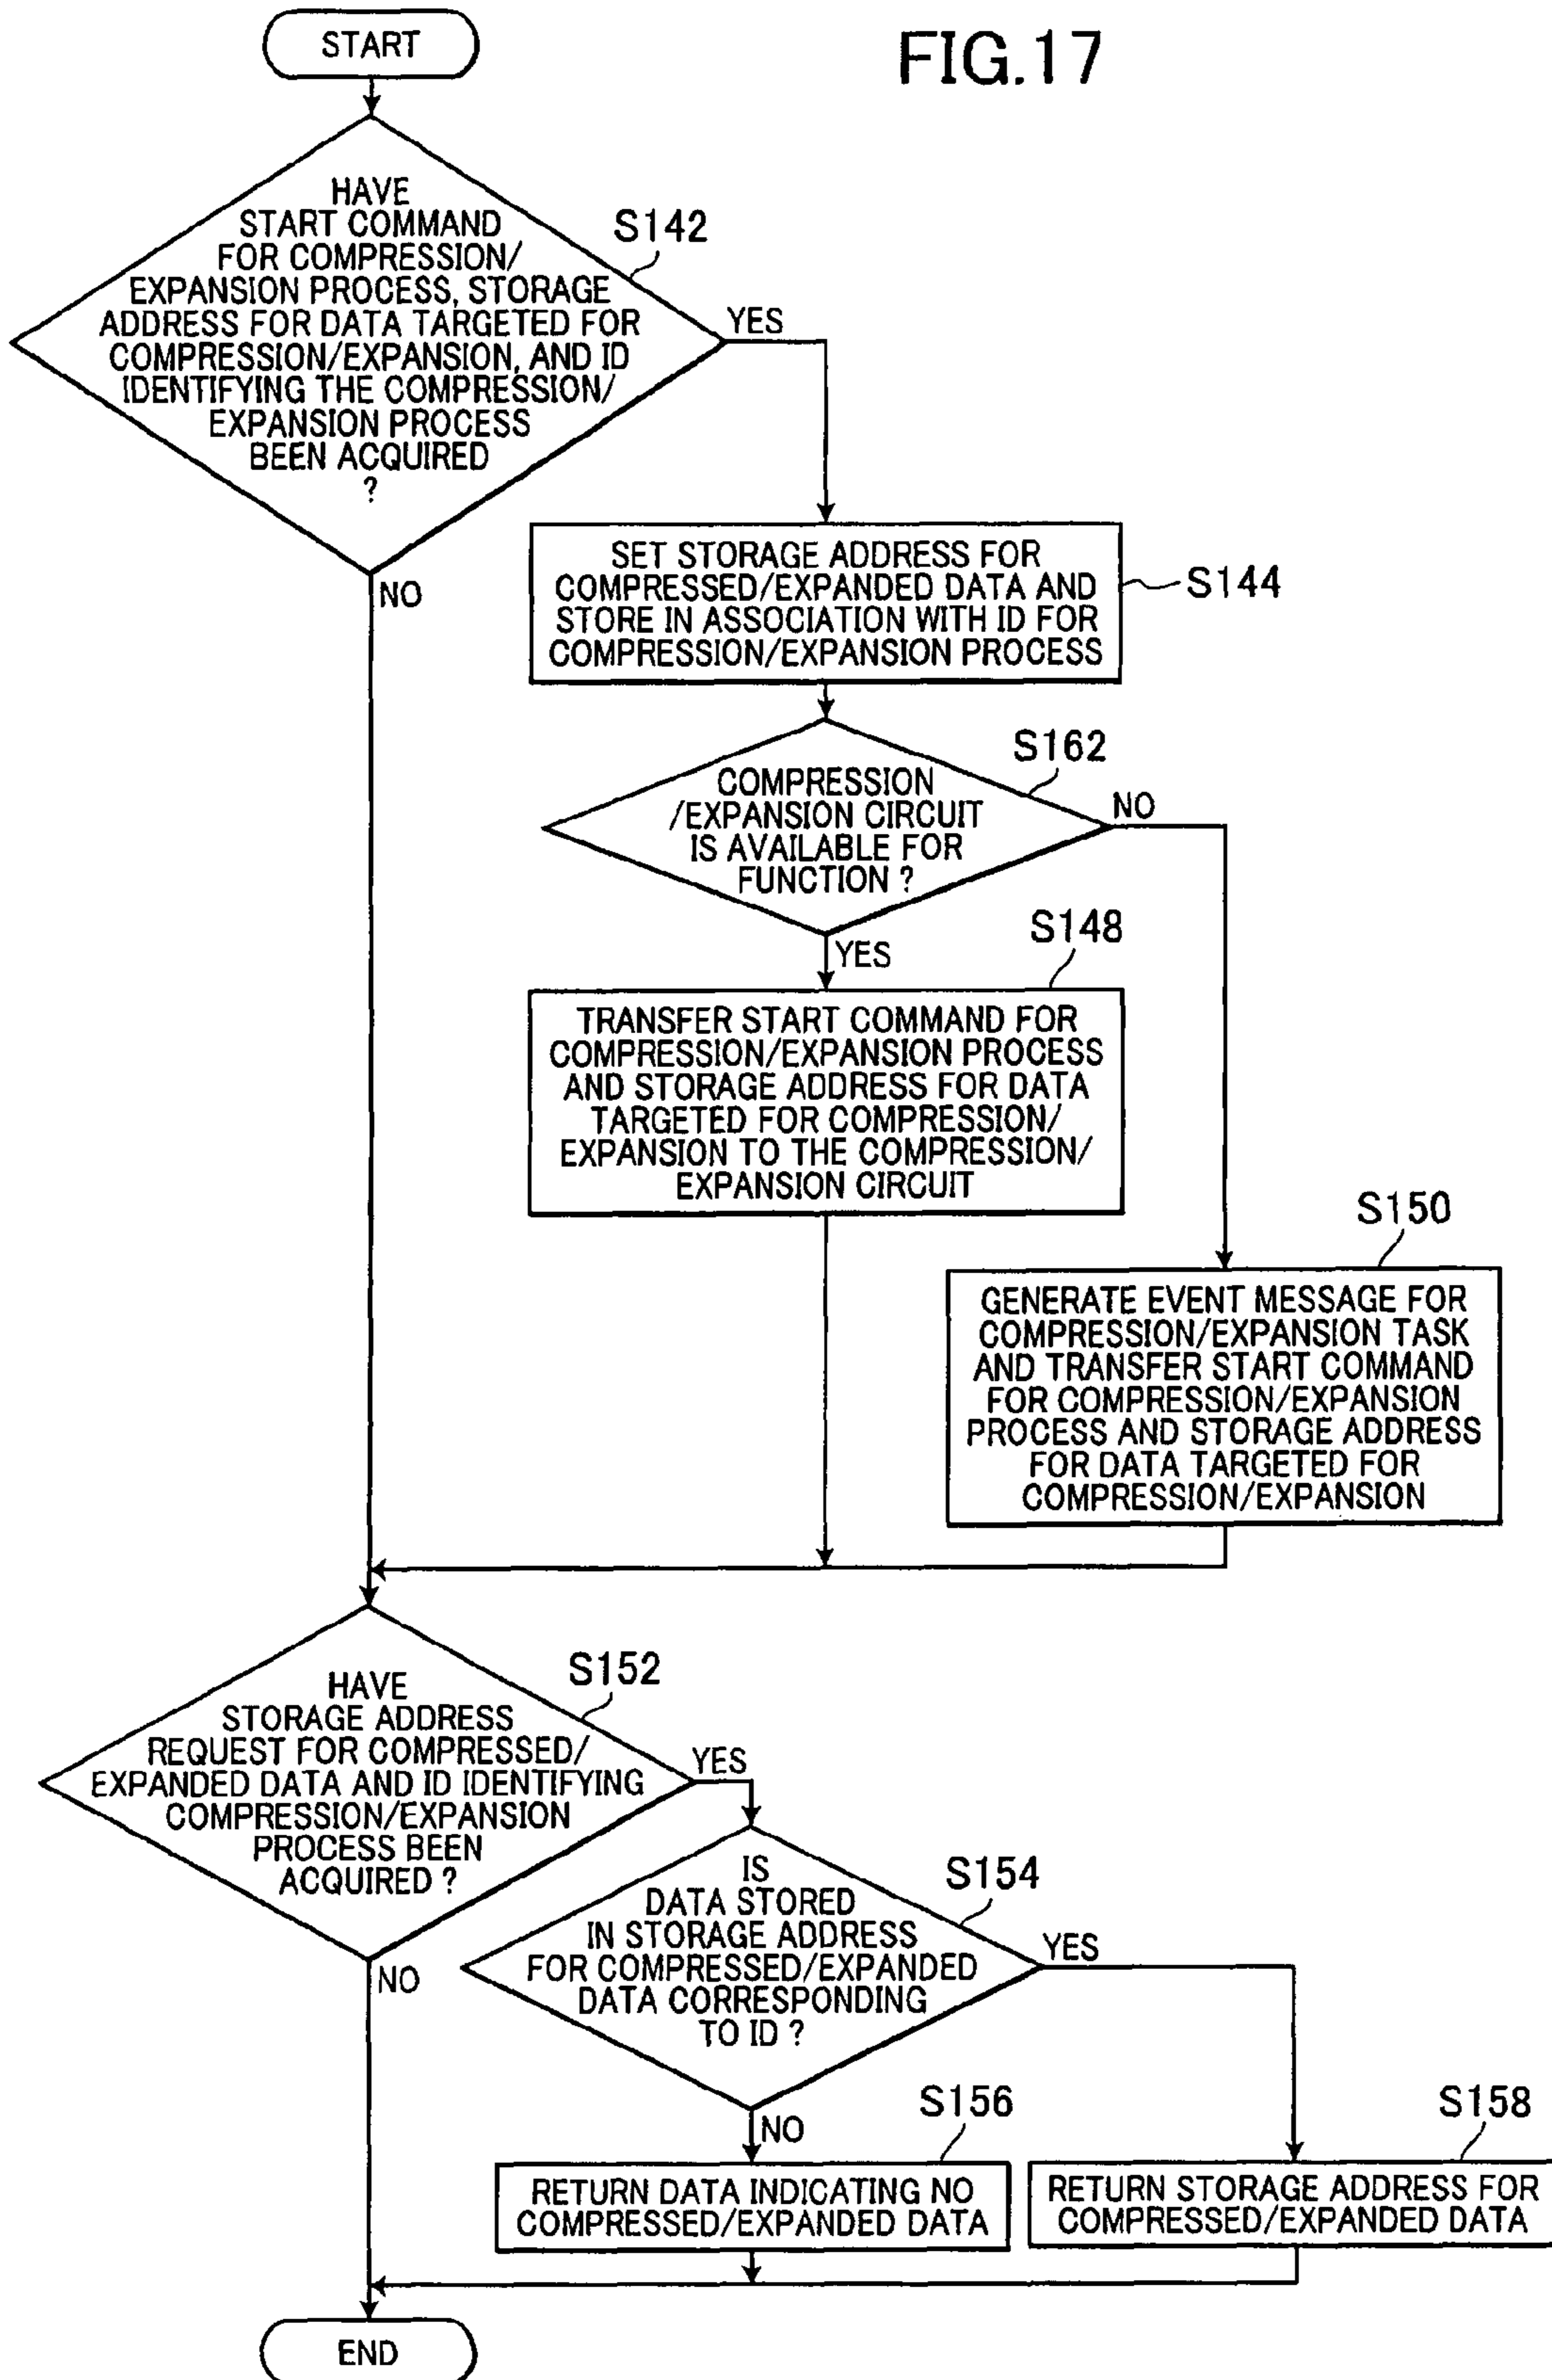 START
FIG.17
HAVE
START COMMAND
FOR COMPRESSION/
EXPANSION PROCESS, STORAGE
ADDRESS FOR DATA TARGETED FOR
COMPRESSION/EXPANSION, AND ID
IDENTIFYING THE COMPRESSION/
EXPANSION PROCESS
BEEN ACQUIRED
?
S142
YES
NO
SET STORAGE ADDRESS FOR
COMPRESSED/EXPANDED DATA AND
STORE IN ASSOCIATION WITH ID FOR
COMPRESSION/EXPANSION PROCESS
S144
COMPRESSION
/EXPANSION CIRCUIT
IS AVAILABLE FOR
FUNCTION ?
S162
NO
YES
S148
TRANSFER START COMMAND FOR
COMPRESSION/EXPANSION PROCESS
AND STORAGE ADDRESS FOR DATA
TARGETED FOR COMPRESSION/
EXPANSION TO THE COMPRESSION/
EXPANSION CIRCUIT
S150
GENERATE EVENT MESSAGE FOR
COMPRESSION/EXPANSION TASK
AND TRANSFER START COMMAND
FOR COMPRESSION/EXPANSION
PROCESS AND STORAGE ADDRESS
FOR DATA TARGETED FOR
COMPRESSION/EXPANSION
HAVE
STORAGE ADDRESS
REQUEST FOR COMPRESSED/
EXPANDED DATA AND ID IDENTIFYING
COMPRESSION/EXPANSION
PROCESS BEEN
ACQUIRED ?
S152
YES
NO
IS
DATA STORED
IN STORAGE ADDRESS
FOR COMPRESSED/EXPANDED
DATA CORRESPONDING
TO ID ?
S154
YES
NO
S156
RETURN DATA INDICATING NO
COMPRESSED/EXPANDED DATA
S158
RETURN STORAGE ADDRESS FOR
COMPRESSED/EXPANDED DATA
END